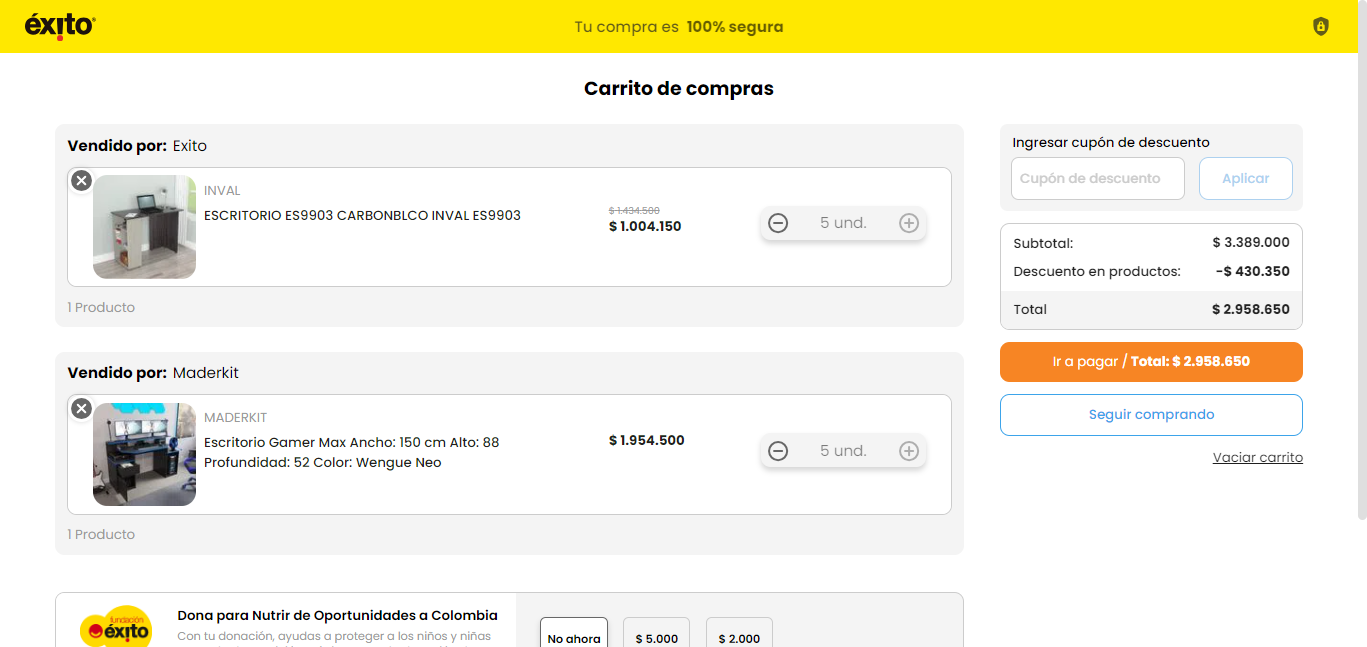 éxito
Tu compra es 100% segura
Carrito de compras
Vendido por: Exito
INVAL
ESCRITORIO ES9903 CARBONBLCO INVAL ES9903
$ 1.434.500
$ 1.004.150
5 und.
1 Producto
Vendido por: Maderkit
MADERKIT
Escritorio Gamer Max Ancho: 150 cm Alto: 88
Profundidad: 52 Color: Wengue Neo
$ 1.954.500
5 und.
1 Producto
Ingresar cupón de descuento
Cupón de descuento
Aplicar
Subtotal: $ 3.389.000
Descuento en productos: -$ 430.350
Total $ 2.958.650
Ir a pagar / Total: $ 2.958.650
Seguir comprando
Vaciar carrito
fundación
éxito
Dona para Nutrir de Oportunidades a Colombia
Con tu donación, ayudas a proteger a los niños y niñas
No ahora
$ 5.000
$ 2.000